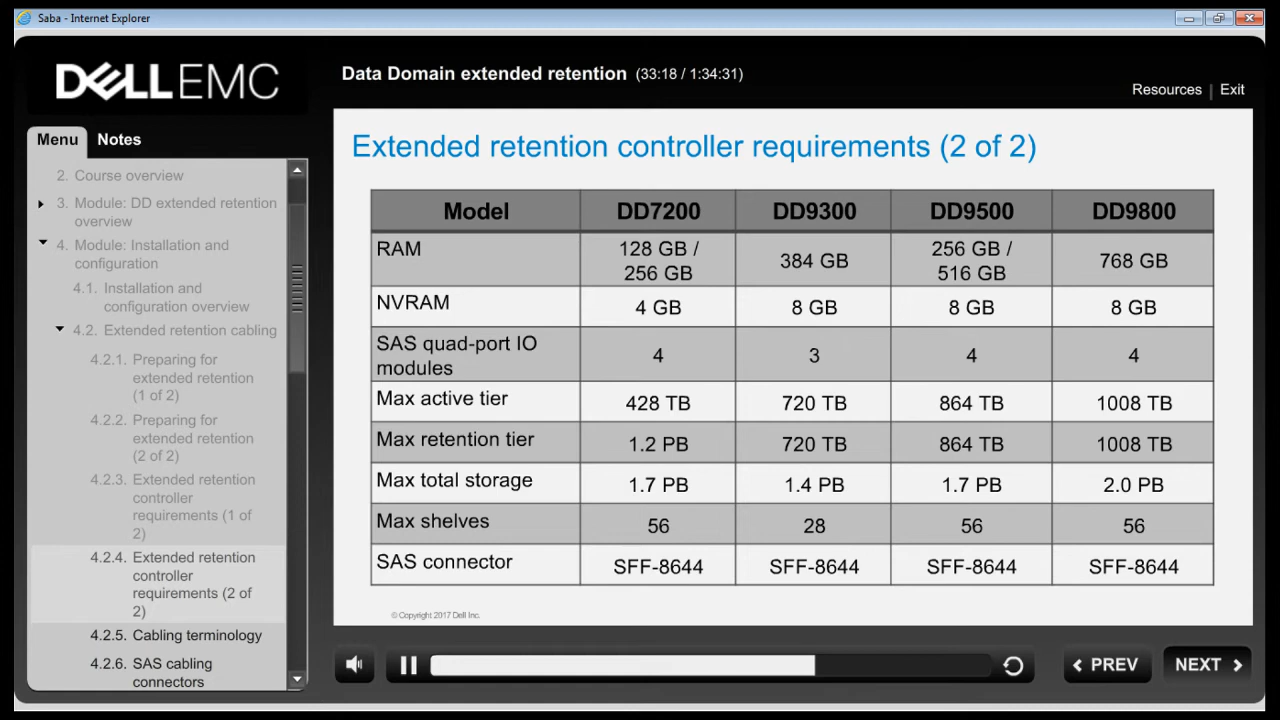 Saba - Internet Explorer
DELLEMC
Data Domain extended retention (33:18 / 1:34:31)
Resources | Exit
Menu Notes
2. Course overview
3. Module: DD extended retention
overview
4. Module: Installation and
configuration
4.1. Installation and
configuration overview
4.2. Extended retention cabling
4.2.1. Preparing for
extended retention
(1 of 2)
4.2.2. Preparing for
extended retention
(2 of 2)
4.2.3. Extended retention
controller
requirements (1 of
2)
4.2.4. Extended retention
controller
requirements (2 of
2)
4.2.5. Cabling terminology
4.2.6. SAS cabling
connectors
Extended retention controller requirements (2 of 2)
Model DD7200 DD9300 DD9500 DD9800
RAM 128 GB / 256 GB 384 GB 256 GB / 516 GB 768 GB
NVRAM 4 GB 8 GB 8 GB 8 GB
SAS quad-port IO modules 4 3 4 4
Max active tier 428 TB 720 TB 864 TB 1008 TB
Max retention tier 1.2 PB 720 TB 864 TB 1008 TB
Max total storage 1.7 PB 1.4 PB 1.7 PB 2.0 PB
Max shelves 56 28 56 56
SAS connector SFF-8644 SFF-8644 SFF-8644 SFF-8644
© Copyright 2017 Dell Inc.
PREV NEXT